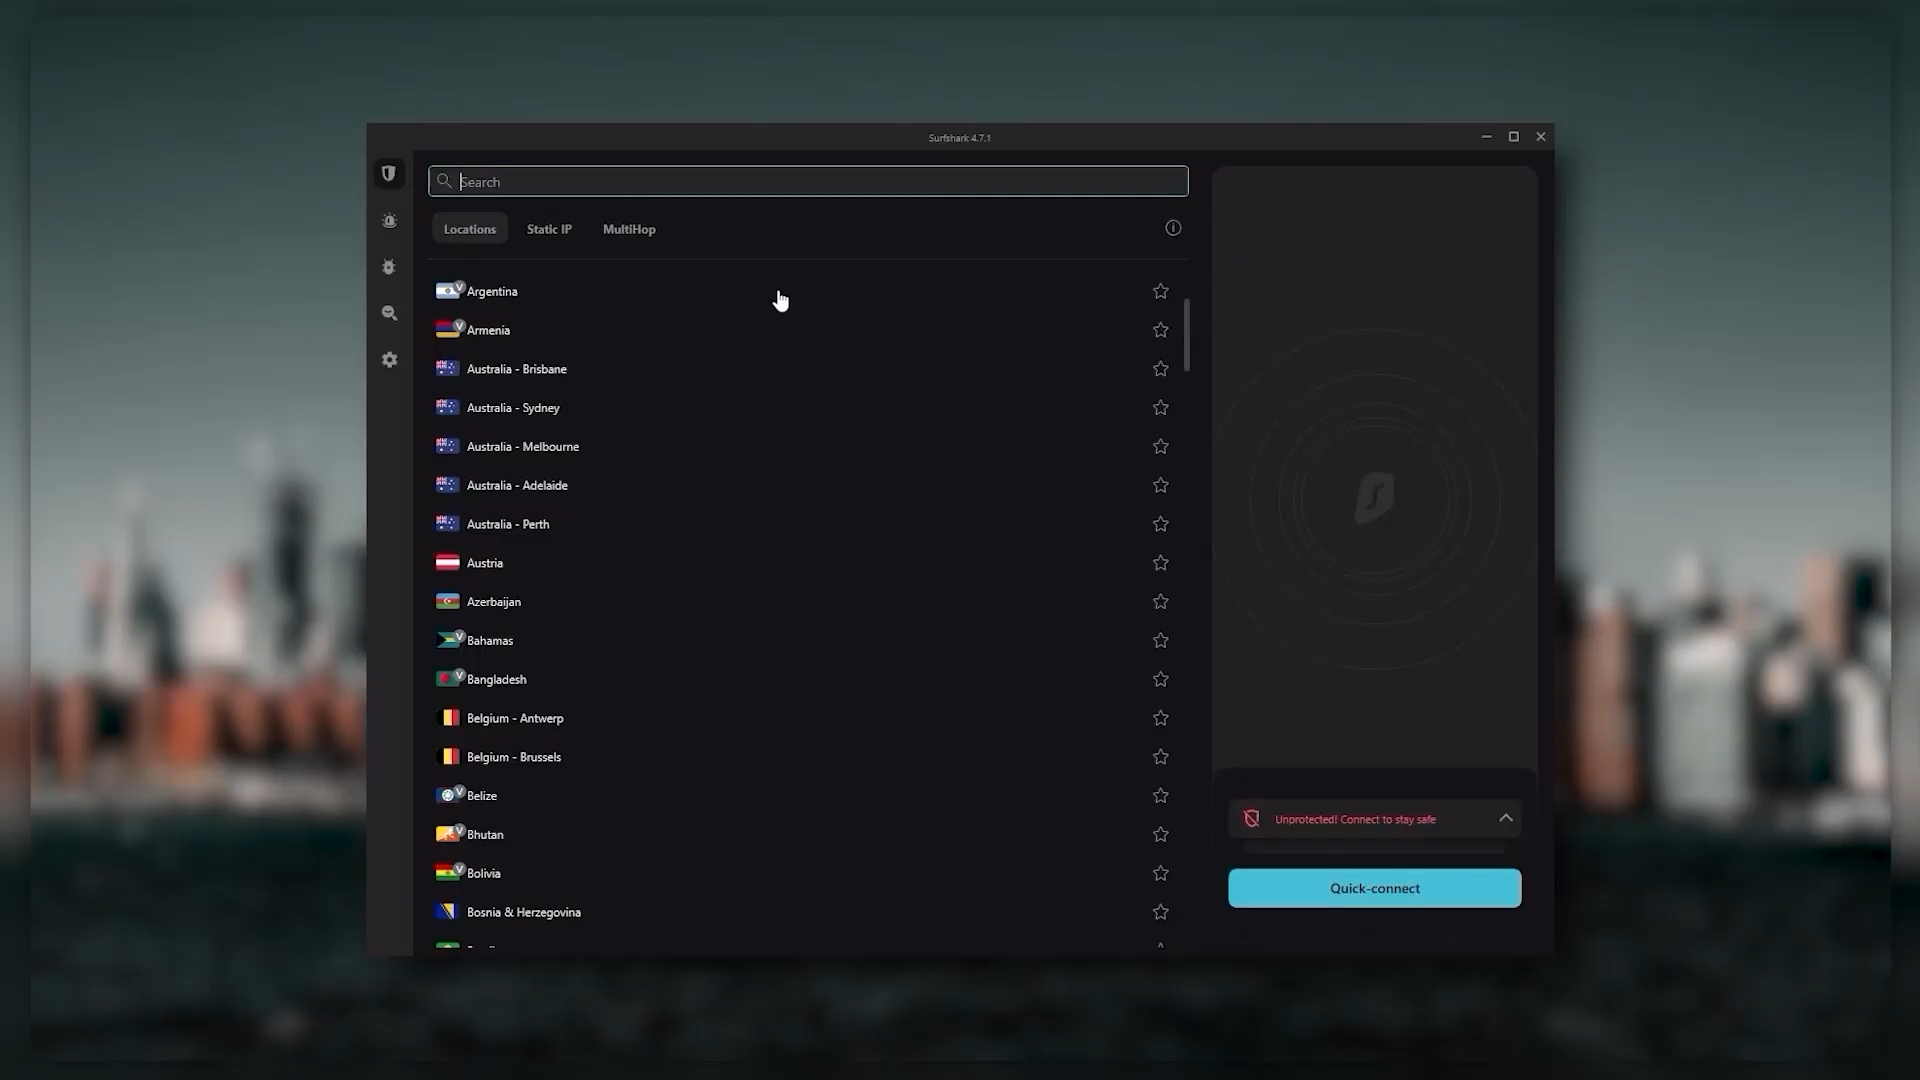 Surfshark 4.7.1
Search
Locations Static IP MultiHop
V Argentina
V Armenia
Australia - Brisbane
Australia - Sydney
Australia - Melbourne
Australia - Adelaide
Australia - Perth
Austria
Azerbaijan
V Bahamas
V Bangladesh
Belgium - Antwerp
Belgium - Brussels
V Belize
V Bhutan
V Bolivia
Bosnia & Herzegovina
Unprotected! Connect to stay safe
Quick-connect